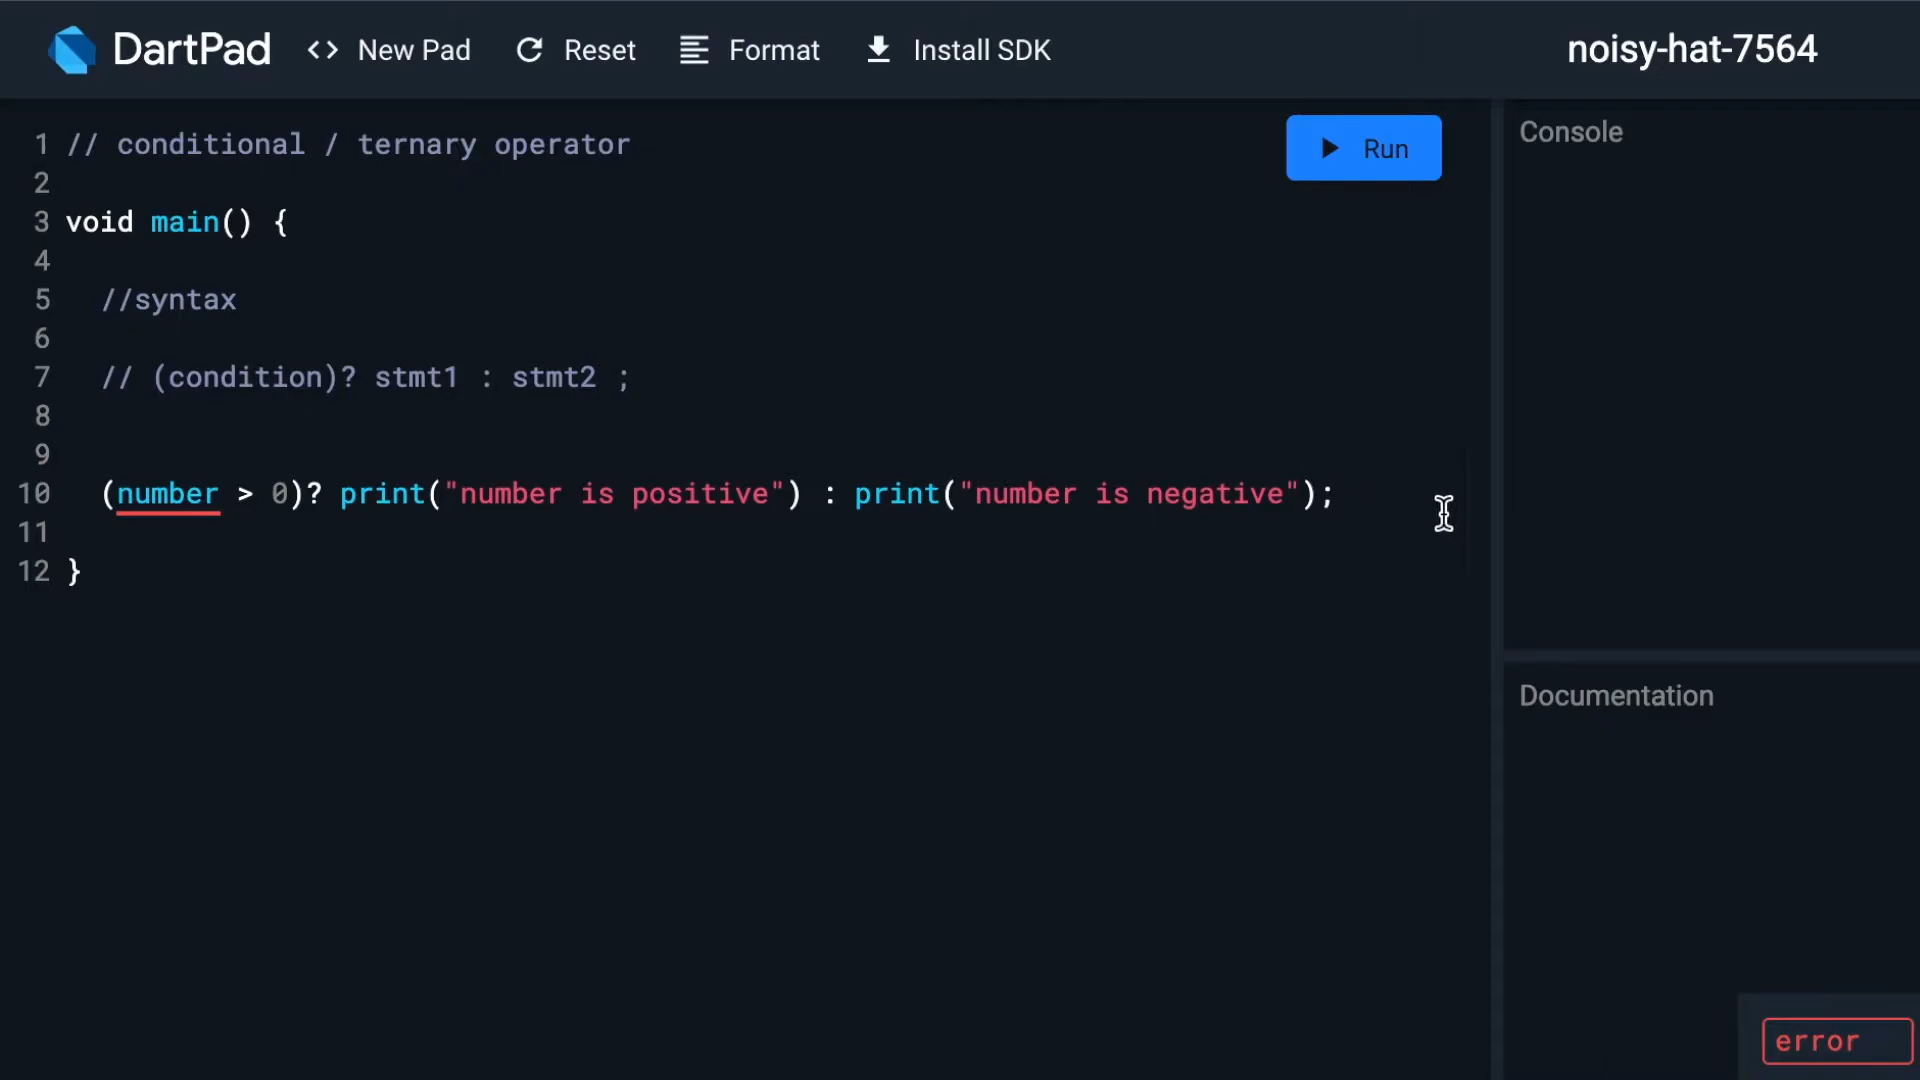 DartPad <> New Pad Reset Format Install SDK noisy-hat-7564
1 // conditional / ternary operator
2
3 void main() {
4
5 //syntax
6
7 // (condition)? stmt1 : stmt2 ;
8
9
10 (number > 0)? print("number is positive") : print("number is negative");
11
12 }
Run
Console
Documentation
error